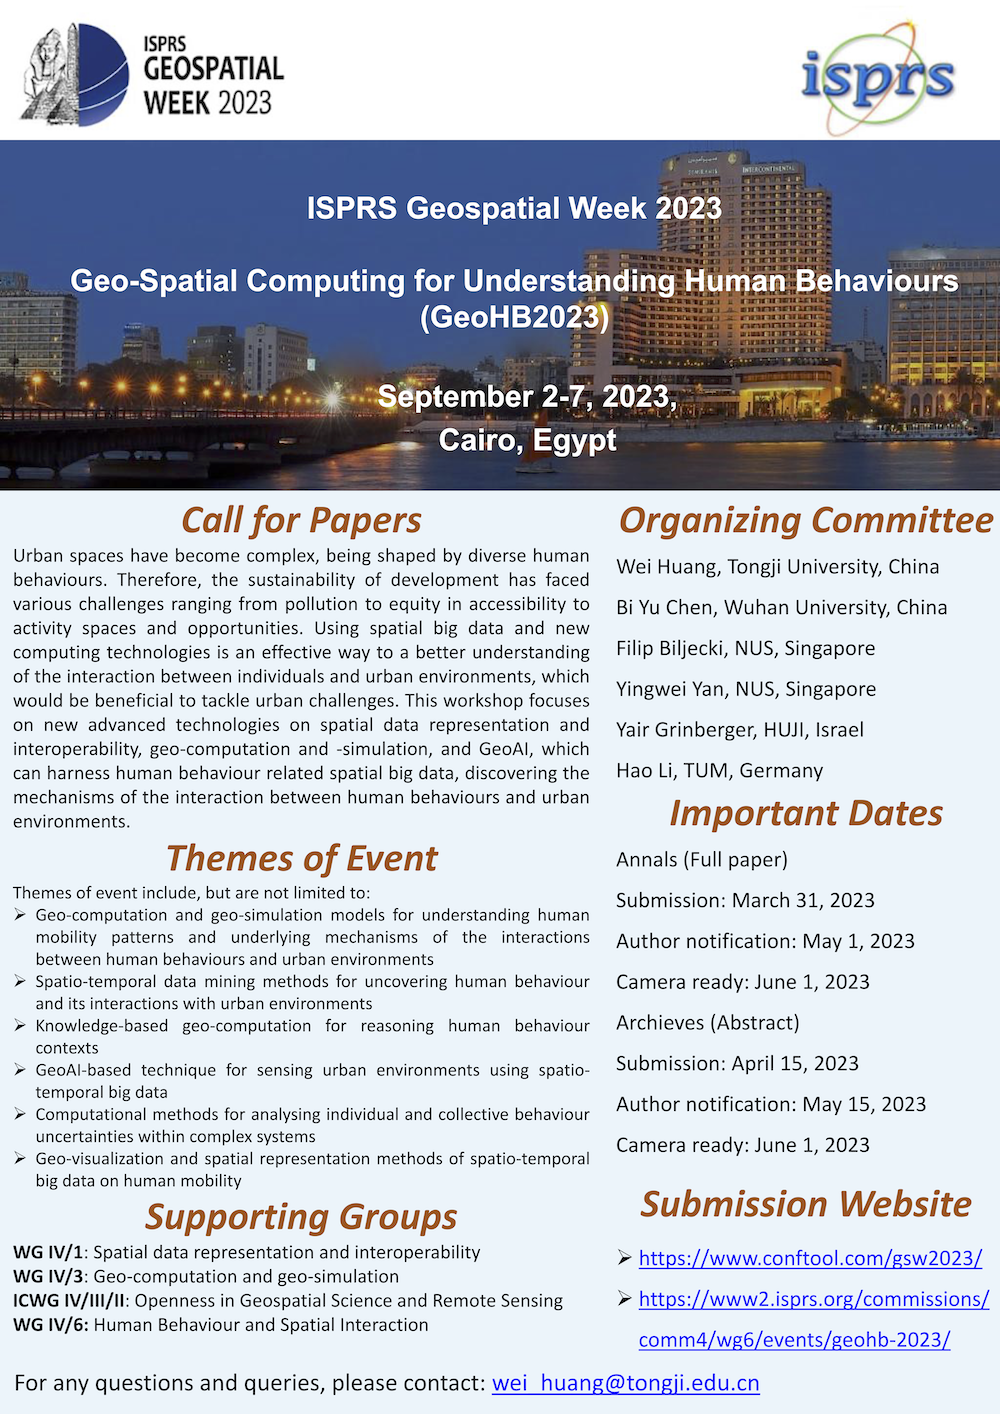 ISPRS
GEOSPATIAL
WEEK 2023
isprs
INTERCONTINENTAL
ISPRS Geospatial Week 2023
Geo-Spatial Computing for Understanding Human Behaviours
(GeoHB2023)
September 2-7, 2023,
Cairo, Egypt
Call for Papers
Urban spaces have become complex, being shaped by diverse human
behaviours. Therefore, the sustainability of development has faced
various challenges ranging from pollution to equity in accessibility to
activity spaces and opportunities. Using spatial big data and new
computing technologies is an effective way to a better understanding
of the interaction between individuals and urban environments, which
would be beneficial to tackle urban challenges. This workshop focuses
on new advanced technologies on spatial data representation and
interoperability, geo-computation and -simulation, and GeoAI, which
can harness human behaviour related spatial big data, discovering the
mechanisms of the interaction between human behaviours and urban
environments.
Themes of Event
Themes of event include, but are not limited to:
➢ Geo-computation and geo-simulation models for understanding human
mobility patterns and underlying mechanisms of the interactions
between human behaviours and urban environments
➢ Spatio-temporal data mining methods for uncovering human behaviour
and its interactions with urban environments
➢ Knowledge-based geo-computation for reasoning human behaviour
contexts
➢ GeoAI-based technique for sensing urban environments using spatio-
temporal big data
➢ Computational methods for analysing individual and collective behaviour
uncertainties within complex systems
➢ Geo-visualization and spatial representation methods of spatio-temporal
big data on human mobility
Supporting Groups
WG IV/1: Spatial data representation and interoperability
WG IV/3: Geo-computation and geo-simulation
ICWG IV/III/II: Openness in Geospatial Science and Remote Sensing
WG IV/6: Human Behaviour and Spatial Interaction
Organizing Committee
Wei Huang, Tongji University, China
Bi Yu Chen, Wuhan University, China
Filip Biljecki, NUS, Singapore
Yingwei Yan, NUS, Singapore
Yair Grinberger, HUJI, Israel
Hao Li, TUM, Germany
Important Dates
Annals (Full paper)
Submission: March 31, 2023
Author notification: May 1, 2023
Camera ready: June 1, 2023
Archieves (Abstract)
Submission: April 15, 2023
Author notification: May 15, 2023
Camera ready: June 1, 2023
Submission Website
➢ https://www.conftool.com/gsw2023/
➢ https://www2.isprs.org/commissions/
comm4/wg6/events/geohb-2023/
For any questions and queries, please contact: wei_huang@tongji.edu.cn